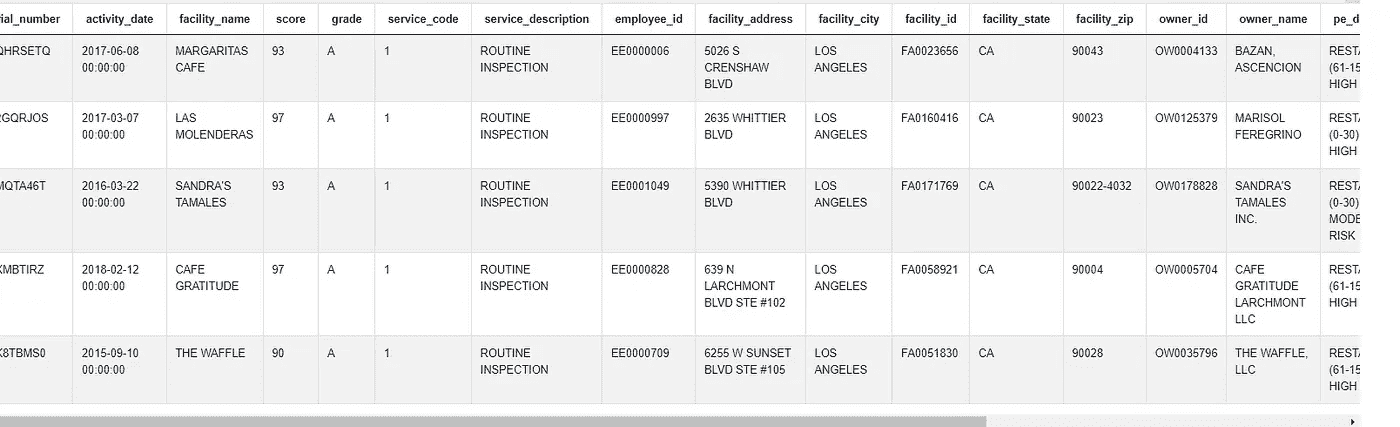 rial_number activity_date facility_name score grade service_code service_description employee_id facility_address facility_city facility_id facility_state facility_zip owner_id owner_name pe_d
QHRSETQ 2017-06-08 MARGARITAS 93 A 1 ROUTINE EE0000006 5026 S LOS FA0023656 CA 90043 OW0004133 BAZAN, RESTA
00:00:00 CAFE INSPECTION CRENSHAW ANGELES ASCENCION (61-15
BLVD HIGH
GQRJOS 2017-03-07 LAS 97 A 1 ROUTINE EE0000997 2635 WHITTIER LOS FA0160416 CA 90023 OW0125379 MARISOL RESTA
00:00:00 MOLENDERAS INSPECTION BLVD ANGELES FEREGRINO (0-30)
HIGH
MQTA46T 2016-03-22 SANDRA'S 93 A 1 ROUTINE EE0001049 5390 WHITTIER LOS FA0171769 CA 90022-4032 OW0178828 SANDRA'S RESTA
00:00:00 TAMALES INSPECTION BLVD ANGELES TAMALES (0-30)
INC. MODE
RISK
XMBTIRZ 2018-02-12 CAFE 97 A 1 ROUTINE EE0000828 639 N LOS FA0058921 CA 90004 OW0005704 CAFE RESTA
00:00:00 GRATITUDE INSPECTION LARCHMONT ANGELES GRATITUDE (61-15
BLVD STE #102 LARCHMONT HIGH
LLC
K8TBMS0 2015-09-10 THE WAFFLE 90 A 1 ROUTINE EE0000709 6255 W SUNSET LOS FA0051830 CA 90028 OW0035796 THE WAFFLE, RESTA
00:00:00 INSPECTION BLVD STE #105 ANGELES LLC (61-15
HIGH